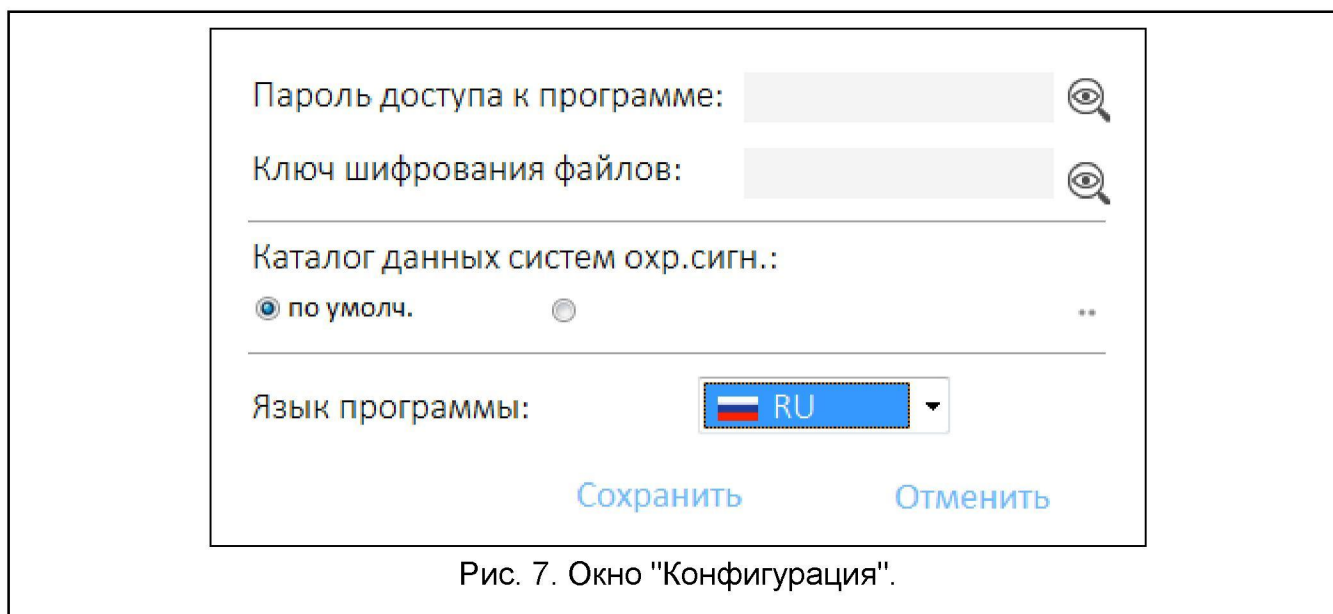 Пароль доступа к программе:
Ключ шифрования файлов:
Каталог данных систем охр.сигн.:
по умолч.
..
Язык программы:
RU
Сохранить Отменить
Рис. 7. Окно "Конфигурация".